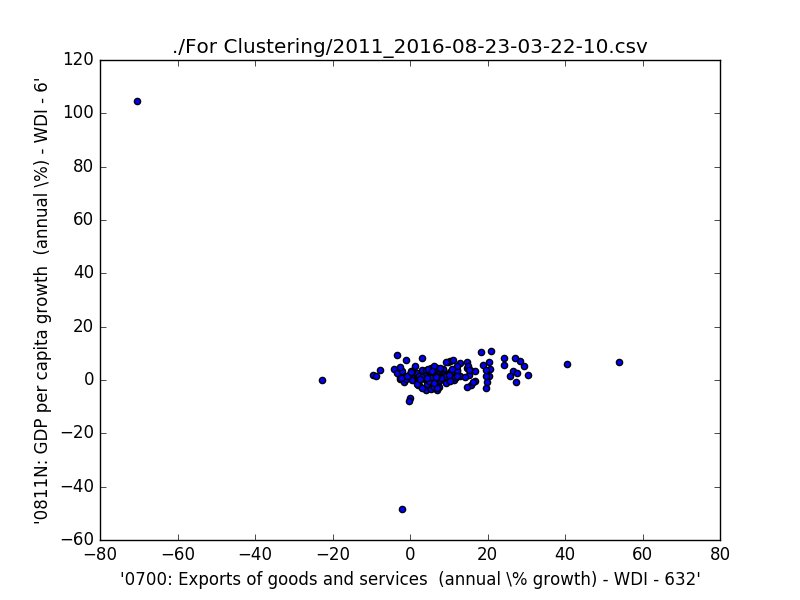 ./For Clustering/2011_2016-08-23-03-22-10.csv
'0811N: GDP per capita growth  (annual \%) - WDI - 6'
120
100
80
60
40
20
0
−20
−40
−60
−80 −60 −40 −20 0 20 40 60 80
'0700: Exports of goods and services  (annual \% growth) - WDI - 632'